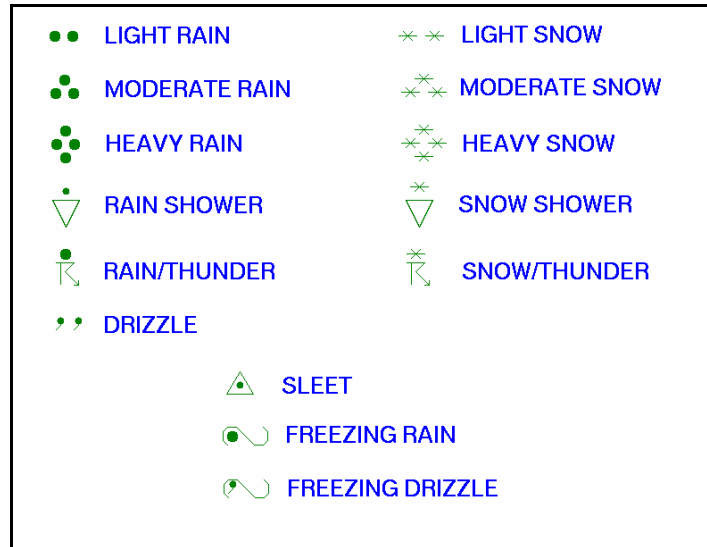 LIGHT RAIN
LIGHT SNOW
MODERATE RAIN
MODERATE SNOW
HEAVY RAIN
HEAVY SNOW
RAIN SHOWER
SNOW SHOWER
RAIN/THUNDER
SNOW/THUNDER
DRIZZLE
SLEET
FREEZING RAIN
FREEZING DRIZZLE